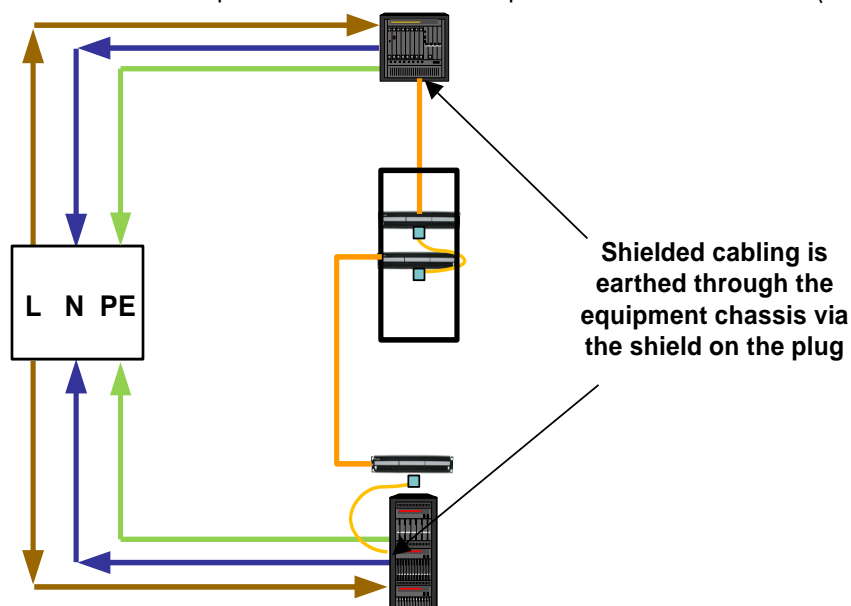 L N PE
Shielded cabling is
earthed through the
equipment chassis via
the shield on the plug